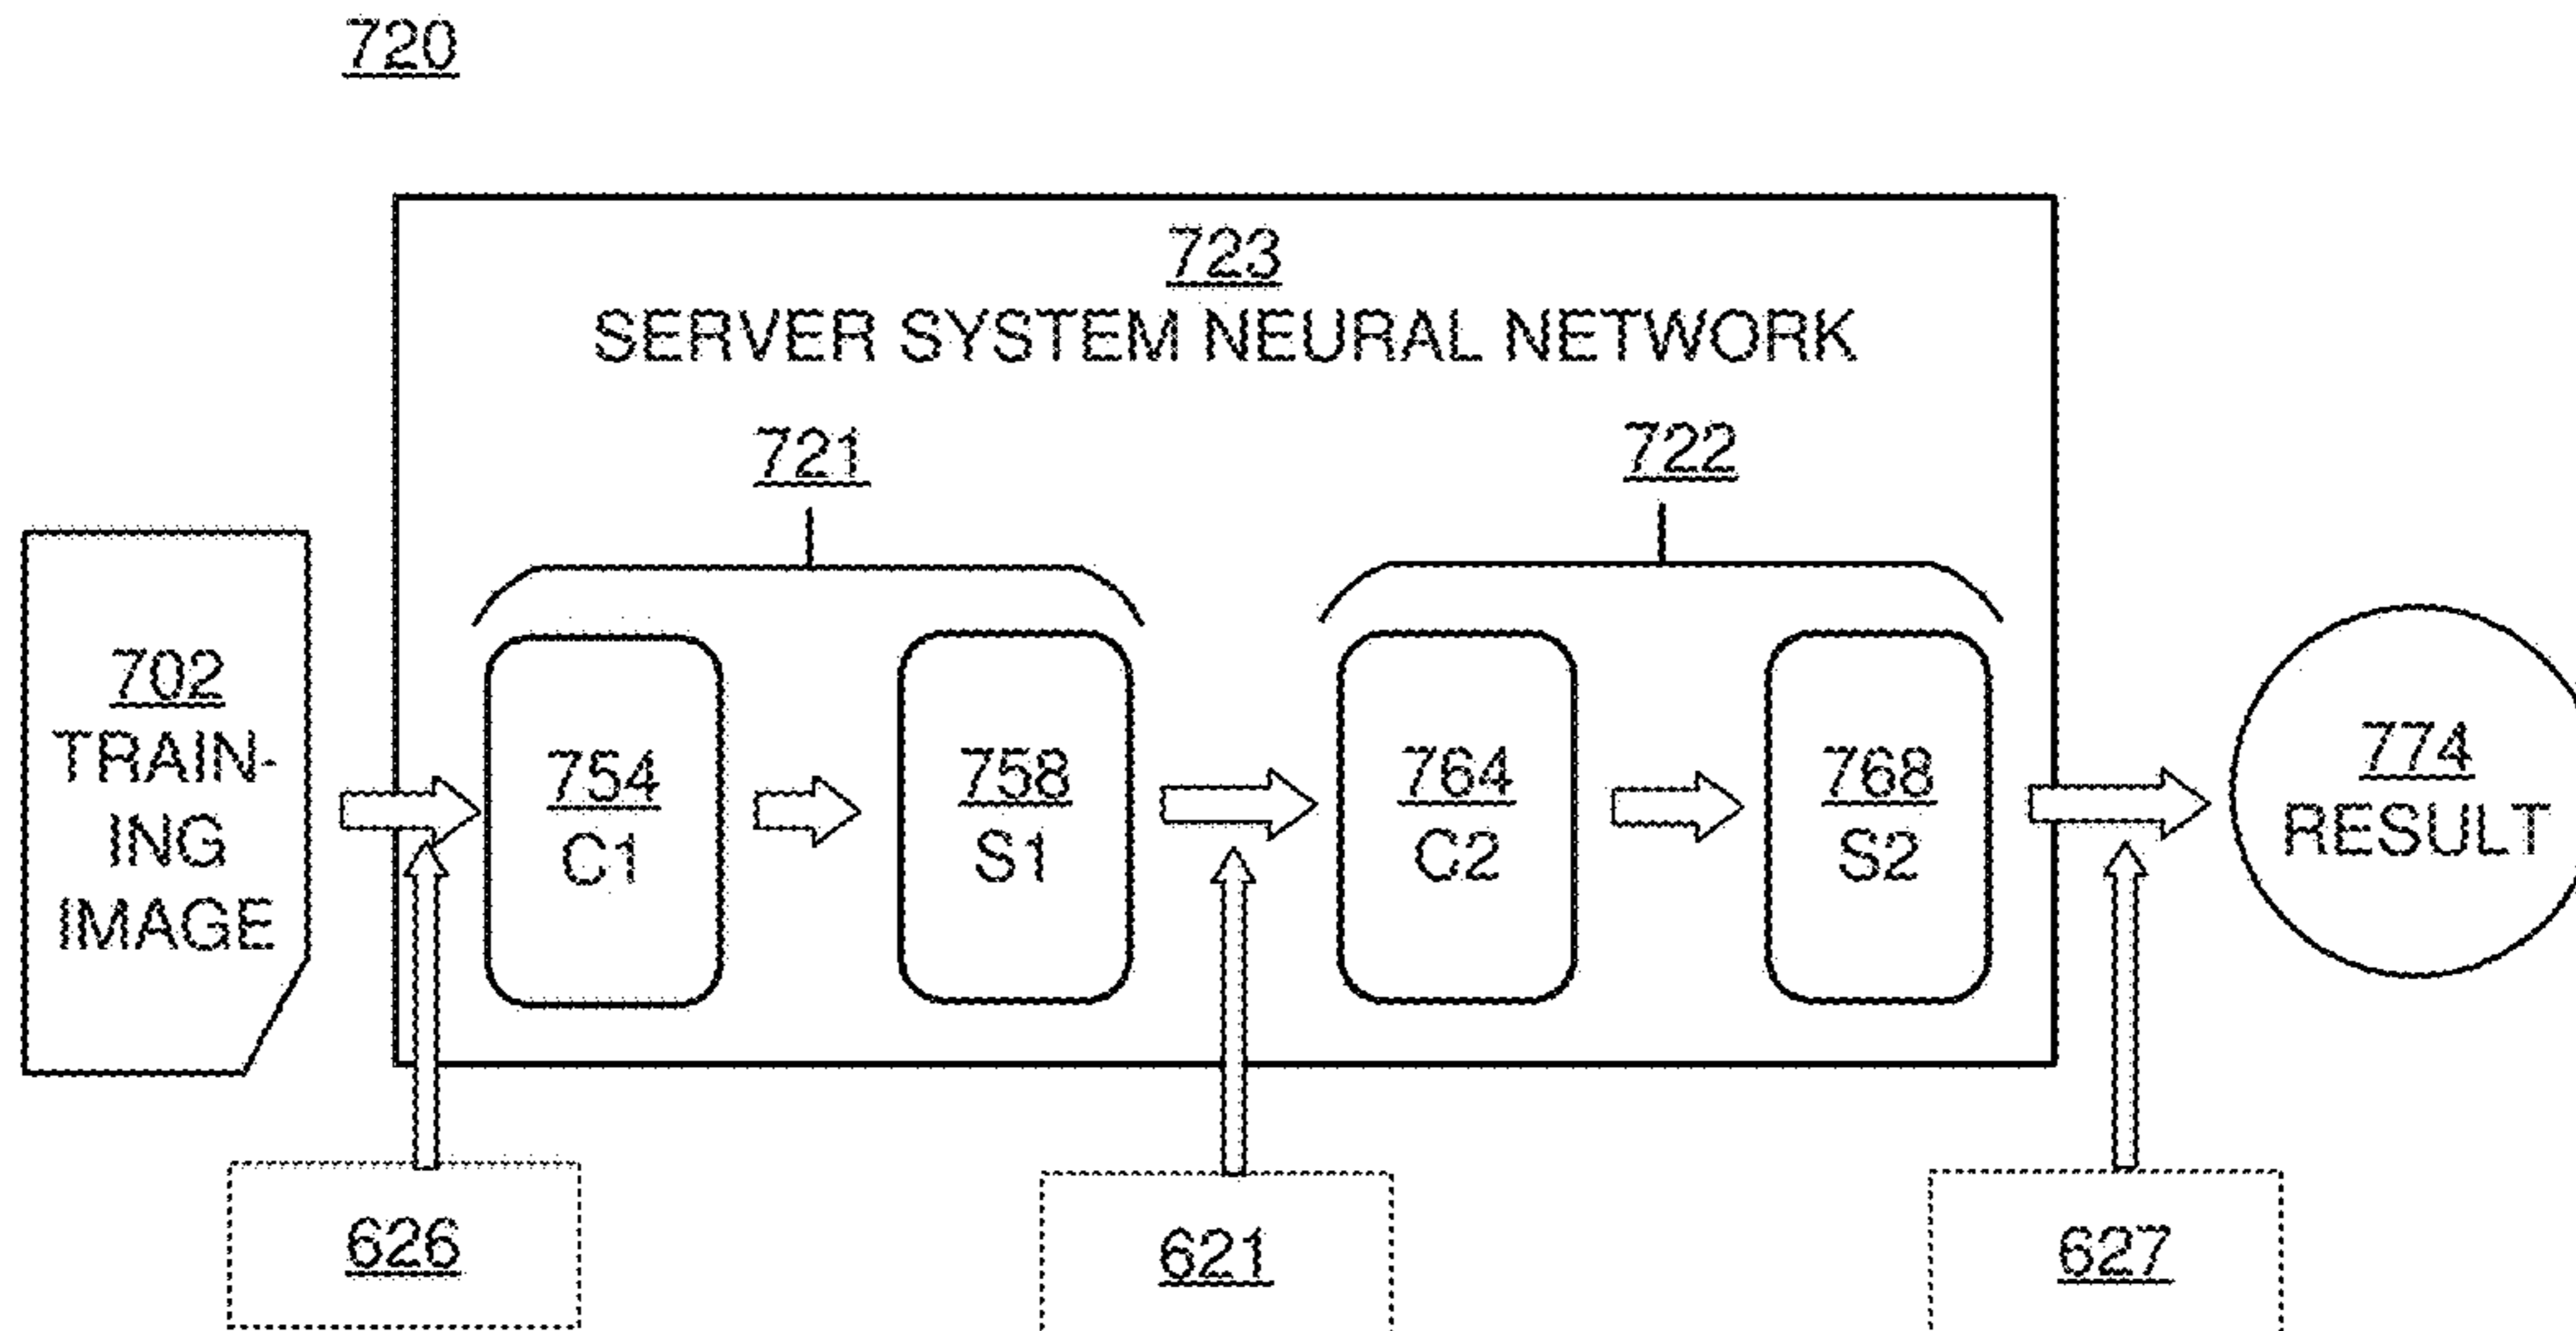 720
723
SERVER SYSTEM NEURAL NETWORK
721
722
702
TRAIN-
ING
IMAGE
754
C1
758
S1
764
C2
768
S2
774
RESULT
626
621
627